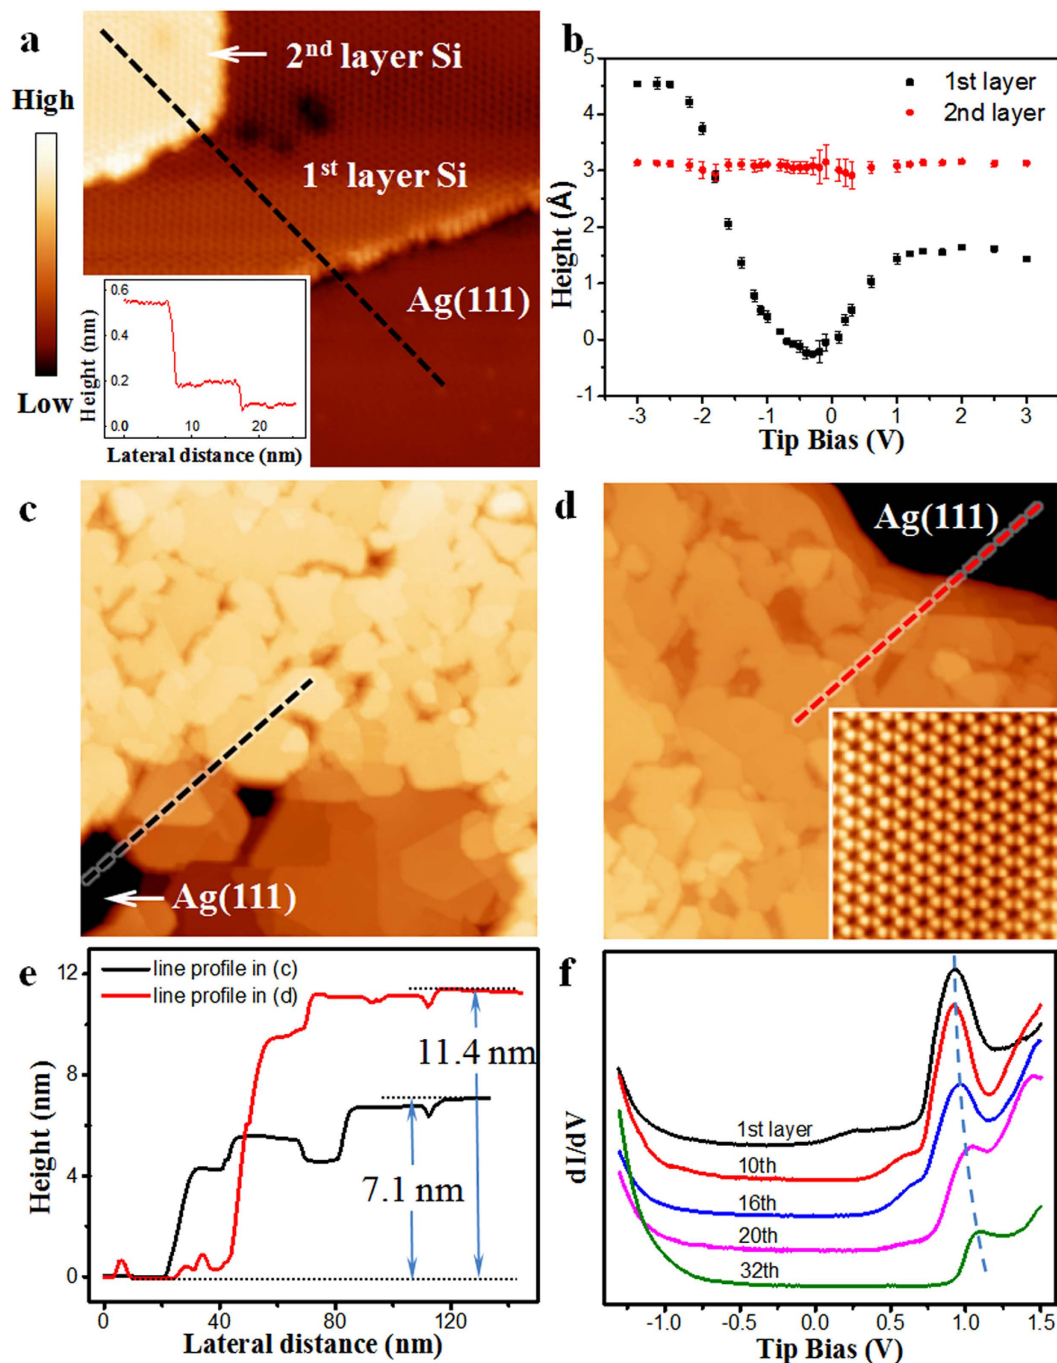 a
High
Low
2nd layer Si
1st layer Si
Ag(111)
Height (nm)
0.6
0.4
0.2
0.0
0.0
10
20
Lateral distance (nm)
b
1st layer
2nd layer
Height (Å)
5
4
3
2
1
0
-1
-3
-2
-1
0
1
2
3
Tip Bias (V)
c
Ag(111)
d
Ag(111)
e
line profile in (c)
line profile in (d)
Height (nm)
12
8
4
0
11.4 nm
7.1 nm
0
40
80
120
Lateral distance (nm)
f
dI/dV
1st layer
10th
16th
20th
32th
-1.0
-0.5
0.0
0.5
1.0
1.5
Tip Bias (V)